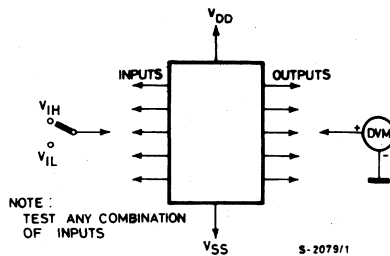 VDD
INPUTS
OUTPUTS
VIH
VIL
+
DVM
-
NOTE :
TEST ANY COMBINATION
OF INPUTS
VSS
S-2079/1